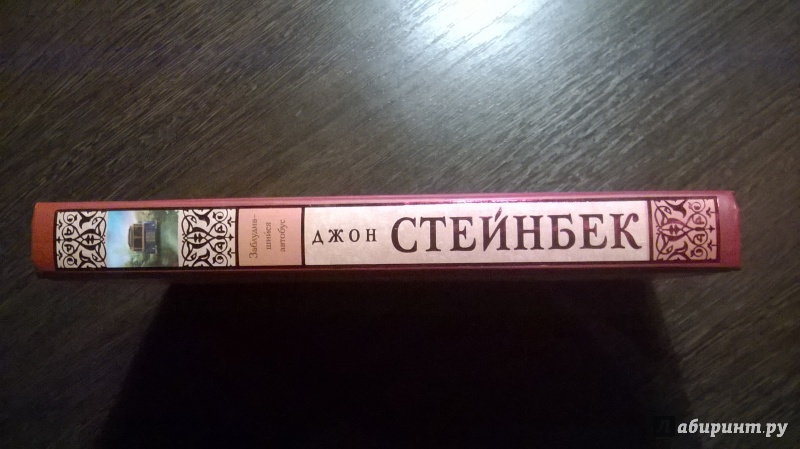 Заблудив-
шийся
автобус
ДЖОН СТЕЙНБЕК
Лабиринт.ру